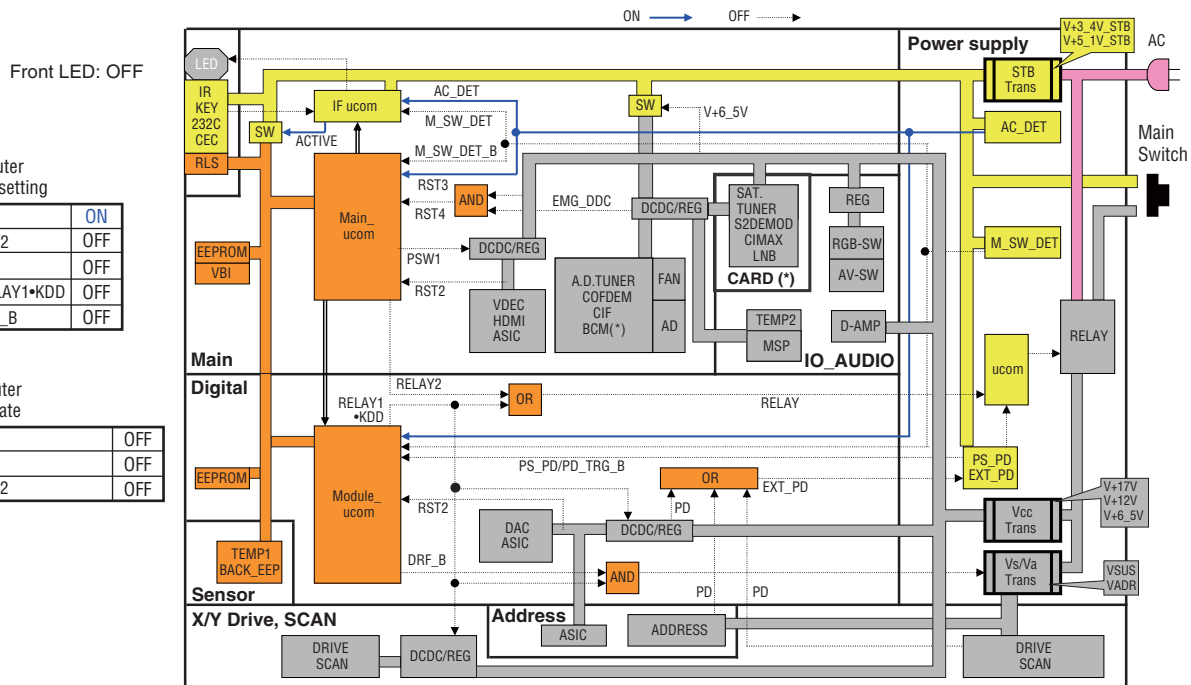 ON
OFF
Front LED: OFF
Power supply
V+3_4V_STB
V+5_1V_STB
AC
LED
STB
Trans
IR
KEY
232C
CEC
IF ucom
AC_DET
SW
V+6_5V
AC_DET
M_SW_DET
SW
ACTIVE
Main
Switch
RLS
M_SW_DET_B
setting
ON
2
OFF
OFF
LAY1•KDD
OFF
_B
OFF
Main_
ucom
RST3
RST4
AND
EMG_DDC
DCDC/REG
SAT.
TUNER
S2DEMOD
CIMAX
LNB
CARD (*)
REG
RGB-SW
AV-SW
M_SW_DET
EEPROM
VBI
PSW1
DCDC/REG
RST2
VDEC
HDMI
ASIC
A.D.TUNER
COFDEM
CIF
BCM(*)
FAN
AD
TEMP2
MSP
D-AMP
RELAY
Main
IO_AUDIO
ucom
Digital
RELAY2
RELAY1
•KDD
OR
RELAY
OFF
OFF
2
OFF
EEPROM
Module_
ucom
PS_PD/PD_TRG_B
OR
EXT_PD
PS_PD
EXT_PD
RST2
PD
DAC
ASIC
DCDC/REG
Vcc
Trans
V+17V
V+12V
V+6_5V
TEMP1
BACK_EEP
DRF_B
AND
Vs/Va
Trans
VSUS
VADR
PD
PD
Sensor
X/Y Drive, SCAN
Address
ASIC
ADDRESS
DRIVE
SCAN
DCDC/REG
DRIVE
SCAN